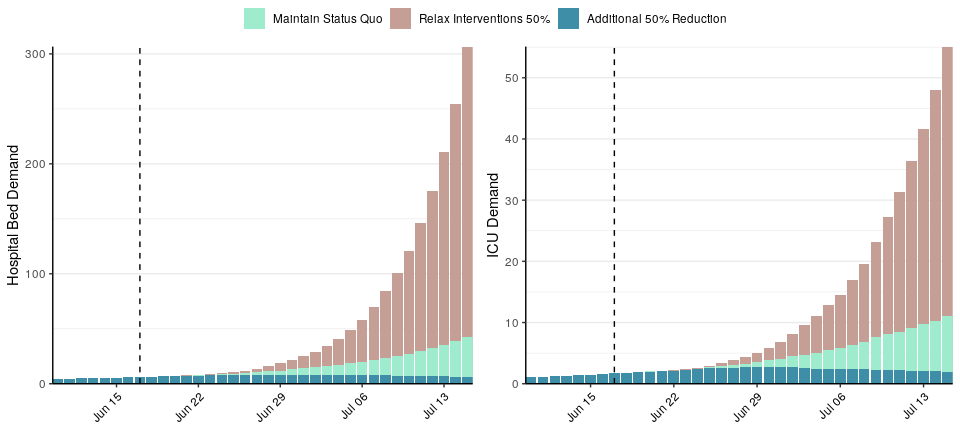 Maintain Status Quo Relax Interventions 50% Additional 50% Reduction
Hospital Bed Demand
300
200
100
0
Jun 15 Jun 22 Jun 29 Jul 06 Jul 13
ICU Demand
50
40
30
20
10
0
Jun 15 Jun 22 Jun 29 Jul 06 Jul 13